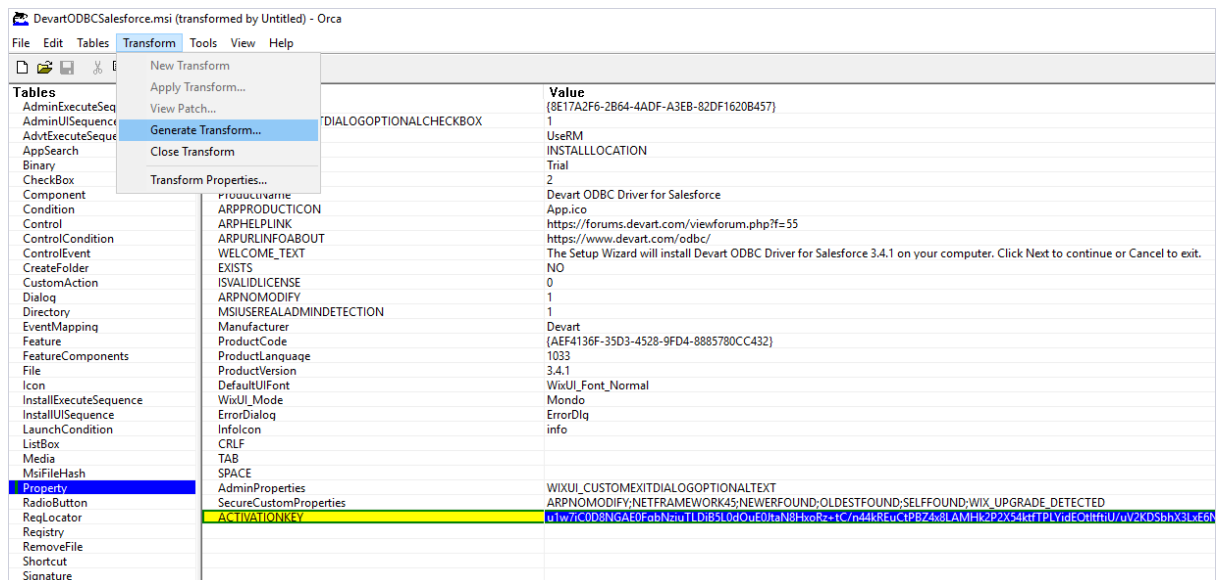 DevartODBCSalesforce.msi (transformed by Untitled) - Orca
File Edit Tables Transform Tools View Help
New Transform
Apply Transform...
View Patch...
Generate Transform...
Close Transform
Transform Properties...
Tables Value
AdminExecuteSeq {8E17A2F6-2B64-4ADF-A3EB-82DF1620B457}
AdminUISequence TDIALOGOPTIONALCHECKBOX 1
AdvtExecuteSeque UseRM
AppSearch INSTALLLOCATION
Binary Trial
CheckBox 2
Component ProductName Devart ODBC Driver for Salesforce
Condition ARPPRODUCTICON App.ico
Control ARPHELPLINK https://forums.devart.com/viewforum.php?f=55
ControlCondition ARPURLINFOABOUT https://www.devart.com/odbc/
ControlEvent WELCOME_TEXT The Setup Wizard will install Devart ODBC Driver for Salesforce 3.4.1 on your computer. Click Next to continue or Cancel to exit.
CreateFolder EXISTS NO
CustomAction ISVALIDLICENSE 0
Dialog ARPNOMODIFY 1
Directory MSIUSEREALADMINDETECTION 1
EventMapping Manufacturer Devart
Feature ProductCode {AEF4136F-35D3-4528-9FD4-8885780CC432}
FeatureComponents ProductLanguage 1033
File ProductVersion 3.4.1
Icon DefaultUIFont WixUI_Font_Normal
InstallExecuteSequence WixUI_Mode Mondo
InstallUISequence ErrorDialog ErrorDlg
LaunchCondition InfoIcon info
ListBox CRLF
Media TAB
MsiFileHash SPACE
Property AdminProperties WIXUI_CUSTOMEXITDIALOGOPTIONALTEXT
RadioButton SecureCustomProperties ARPNOMODIFY;NETFRAMEWORK45;NEWERFOUND;OLDESTFOUND;SELFFOUND;WIX_UPGRADE_DETECTED
RegLocator ACTIVATIONKEY
Registry
RemoveFile
Shortcut
Signature